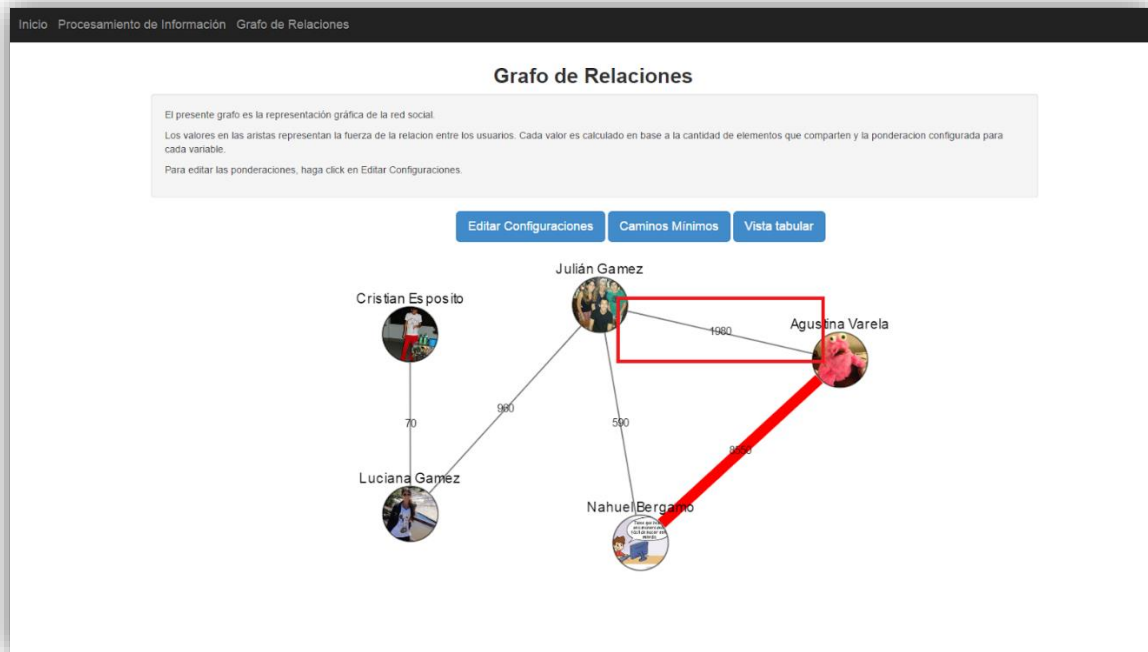 Inicio Procesamiento de Información Grafo de Relaciones
Grafo de Relaciones
El presente grafo es la representación gráfica de la red social.
Los valores en las aristas representan la fuerza de la relacion entre los usuarios. Cada valor es calculado en base a la cantidad de elementos que comparten y la ponderacion configurada para
cada variable.
Para editar las ponderaciones, haga click en Editar Configuraciones.
Editar Configuraciones Caminos Mínimos Vista tabular
Julián Gamez
Cristian Esposito
Agustina Varela
1980
70
590
Luciana Gamez
Nahuel Bergamo